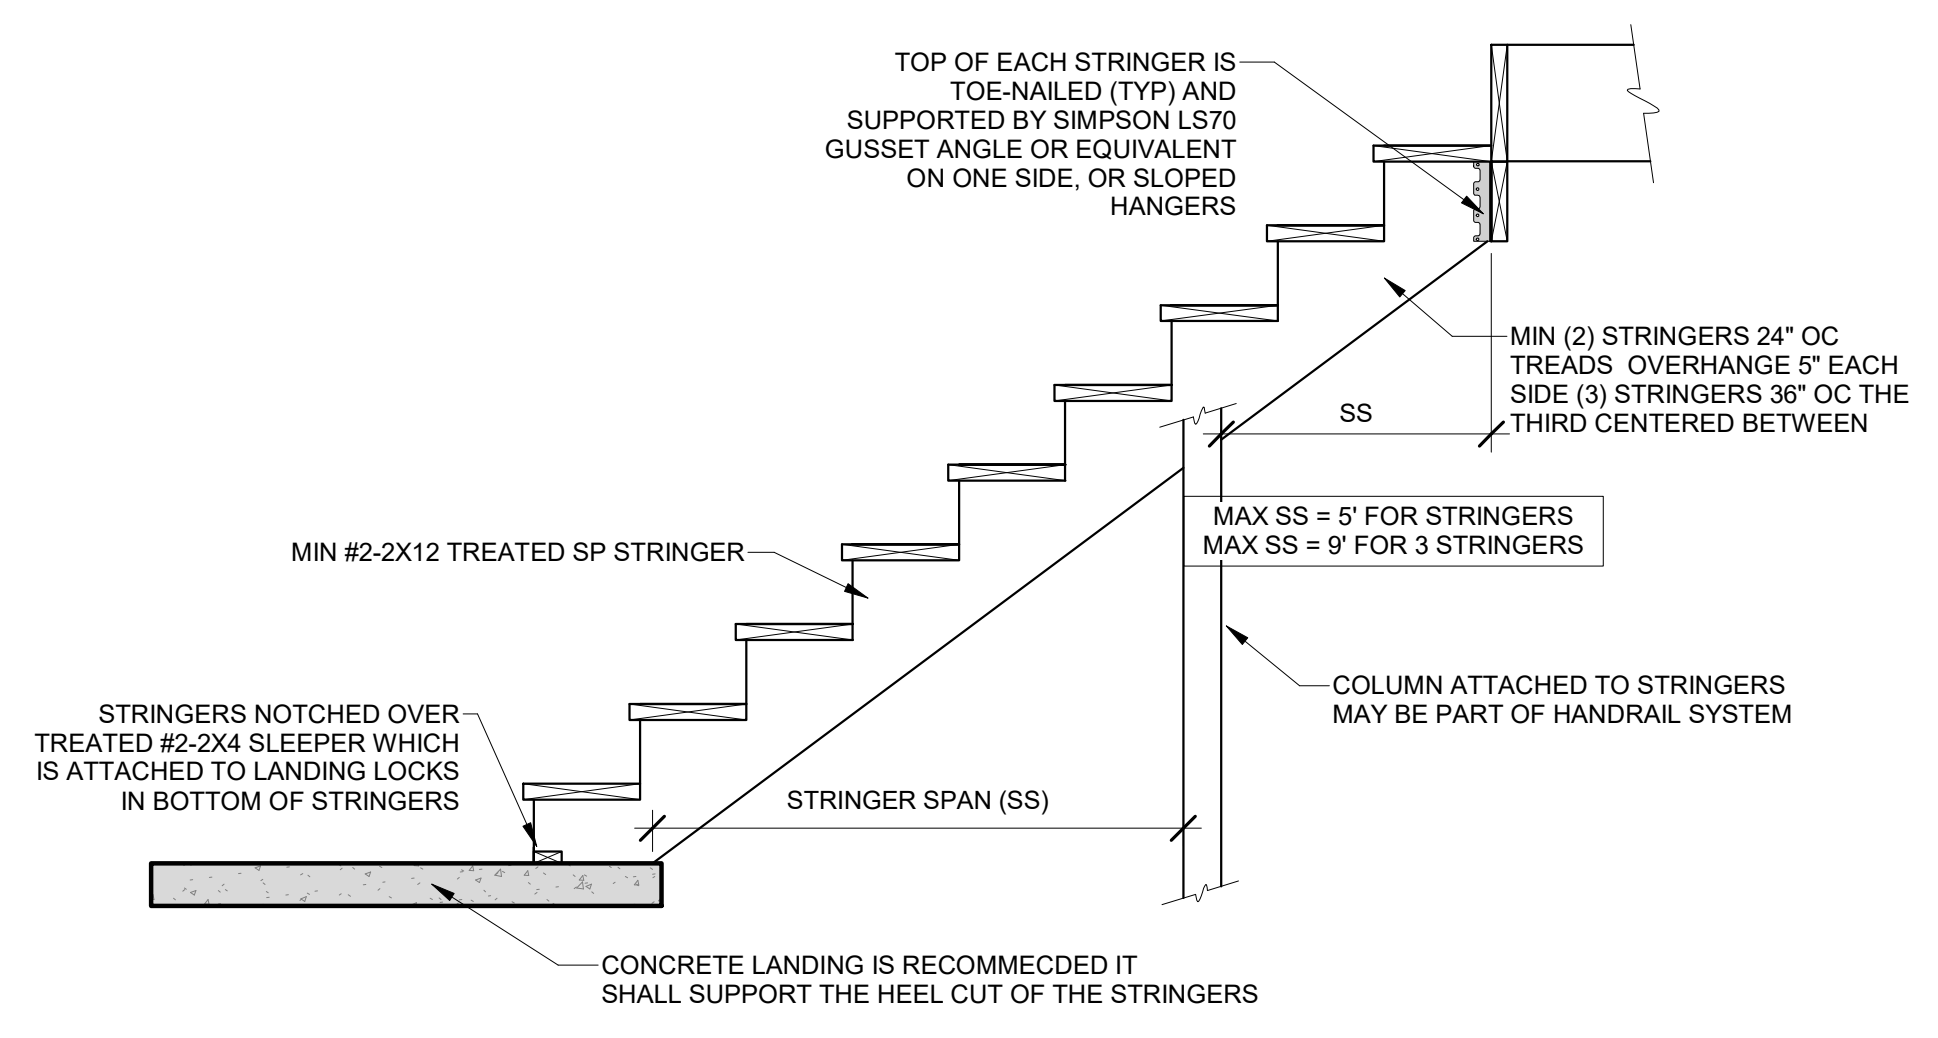 TOP OF EACH STRINGER IS
TOE-NAILED (TYP) AND
SUPPORTED BY SIMPSON LS70
GUSSET ANGLE OR EQUIVALENT
ON ONE SIDE, OR SLOPED
HANGERS
MIN (2) STRINGERS 24" OC
TREADS OVERHANGE 5" EACH
SIDE (3) STRINGERS 36" OC THE
THIRD CENTERED BETWEEN
SS
MAX SS = 5' FOR STRINGERS
MAX SS = 9' FOR 3 STRINGERS
MIN #2-2X12 TREATED SP STRINGER
COLUMN ATTACHED TO STRINGERS
MAY BE PART OF HANDRAIL SYSTEM
STRINGERS NOTCHED OVER
TREATED #2-2X4 SLEEPER WHICH
IS ATTACHED TO LANDING LOCKS
IN BOTTOM OF STRINGERS
STRINGER SPAN (SS)
CONCRETE LANDING IS RECOMMECDED IT
SHALL SUPPORT THE HEEL CUT OF THE STRINGERS